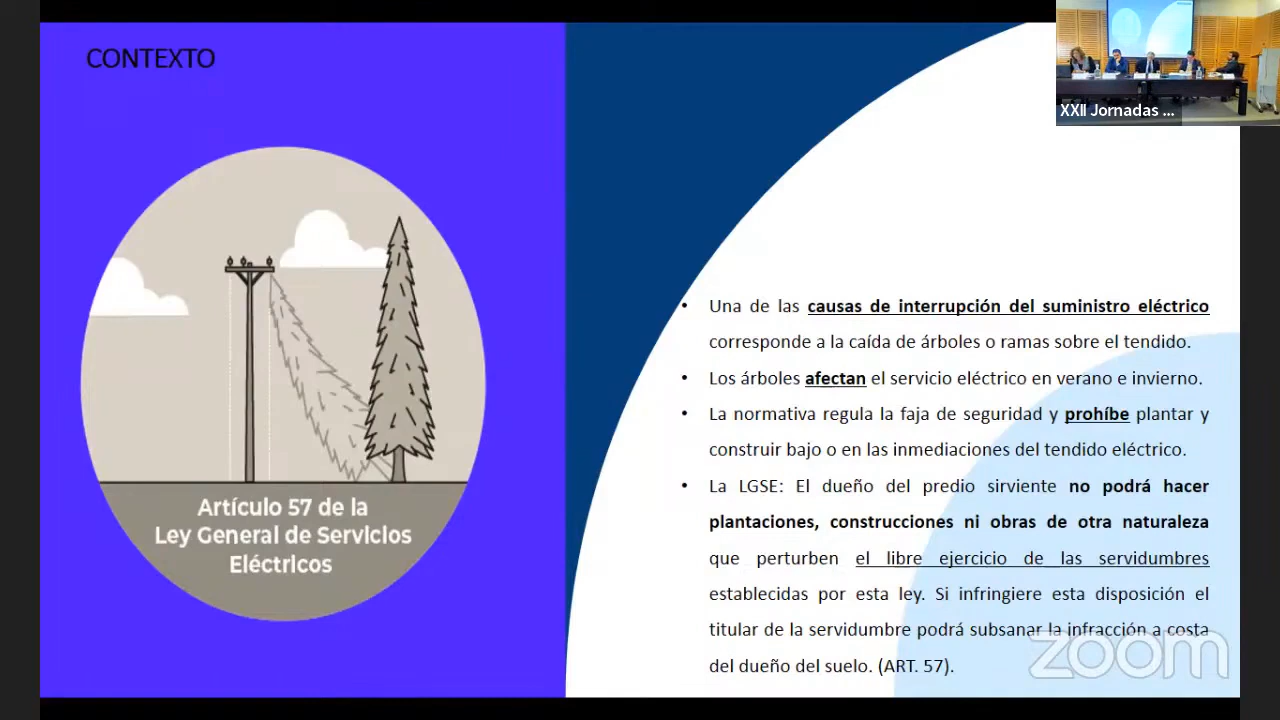 CONTEXTO
XXII Jornadas ...
Artículo 57 de la
Ley General de Servicios
Eléctricos
• Una de las causas de interrupción del suministro eléctrico
corresponde a la caída de árboles o ramas sobre el tendido.
• Los árboles afectan el servicio eléctrico en verano e invierno.
• La normativa regula la faja de seguridad y prohíbe plantar y
construir bajo o en las inmediaciones del tendido eléctrico.
• La LGSE: El dueño del predio sirviente no podrá hacer
plantaciones, construcciones ni obras de otra naturaleza
que perturben el libre ejercicio de las servidumbres
establecidas por esta ley. Si infringiere esta disposición el
titular de la servidumbre podrá subsanar la infracción a costa
del dueño del suelo. (ART. 57).
zoom